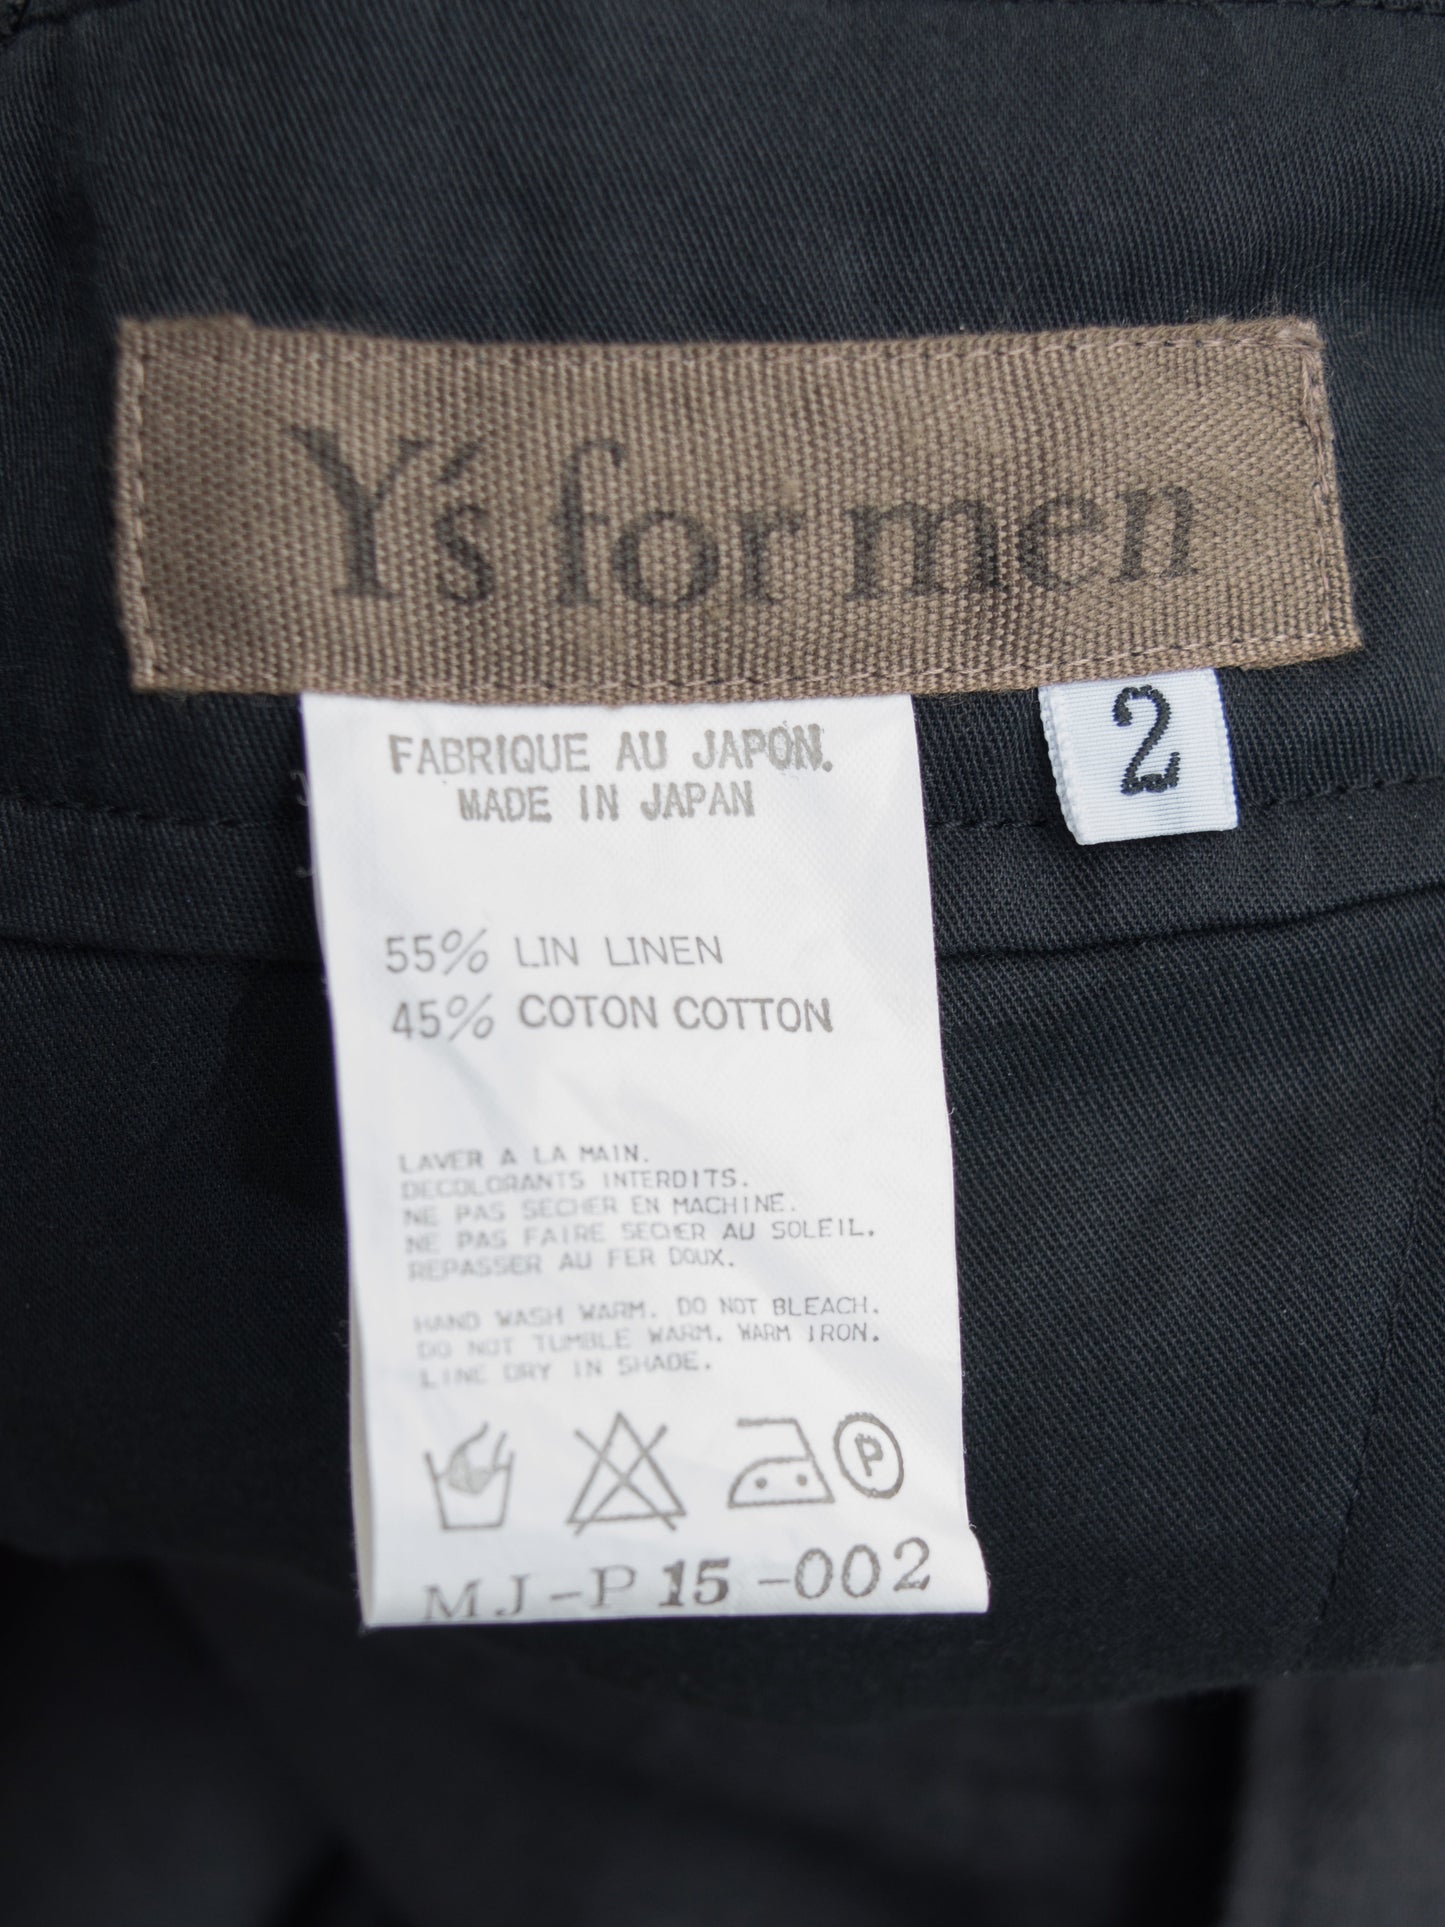 Y's for men
2
FABRIQUE AU JAPON.
MADE IN JAPAN
55% LIN LINEN
45% COTON COTTON
LAVER A LA MAIN.
DECOLORANTS INTERDITS.
NE PAS SECHER EN MACHINE.
NE PAS FAIRE SECHER AU SOLEIL.
REPASSER AU FER DOUX.
HAND WASH WARM. DO NOT BLEACH.
DO NOT TUMBLE WARM. WARM IRON.
LINE DRY IN SHADE.
P
MJ-P15-002